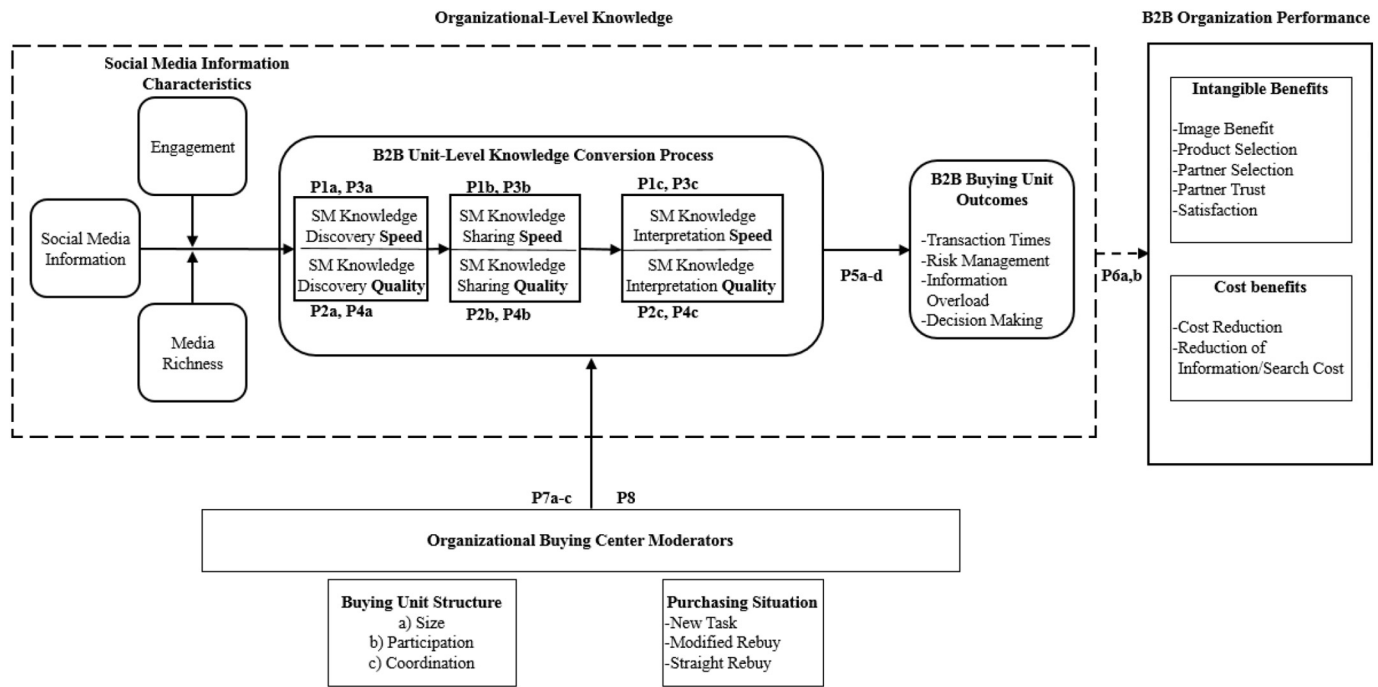 Organizational-Level Knowledge
B2B Organization Performance
Social Media Information
Characteristics
Engagement
Social Media
Information
Media
Richness
B2B Unit-Level Knowledge Conversion Process
P1a, P3a
SM Knowledge
Discovery Speed
SM Knowledge
Discovery Quality
P2a, P4a
P1b, P3b
SM Knowledge
Sharing Speed
SM Knowledge
Sharing Quality
P2b, P4b
P1c, P3c
SM Knowledge
Interpretation Speed
SM Knowledge
Interpretation Quality
P2c, P4c
P5a-d
B2B Buying Unit
Outcomes
-Transaction Times
-Risk Management
-Information
Overload
-Decision Making
P6a,b
Intangible Benefits
-Image Benefit
-Product Selection
-Partner Selection
-Partner Trust
-Satisfaction
Cost benefits
-Cost Reduction
-Reduction of
Information/Search Cost
P7a-c
P8
Organizational Buying Center Moderators
Buying Unit Structure
a) Size
b) Participation
c) Coordination
Purchasing Situation
-New Task
-Modified Rebuy
-Straight Rebuy